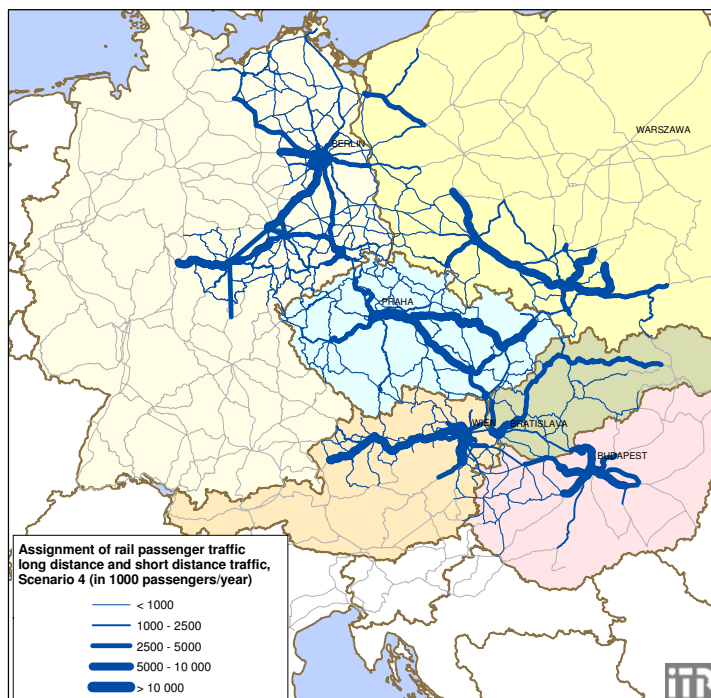 WARSZAWA
BERLIN
PRAHA
WIEN
BRATISLAVA
BUDAPEST
Assignment of rail passenger traffic
long distance and short distance traffic,
Scenario 4 (in 1000 passengers/year)
< 1000
1000 - 2500
2500 - 5000
5000 - 10 000
> 10 000